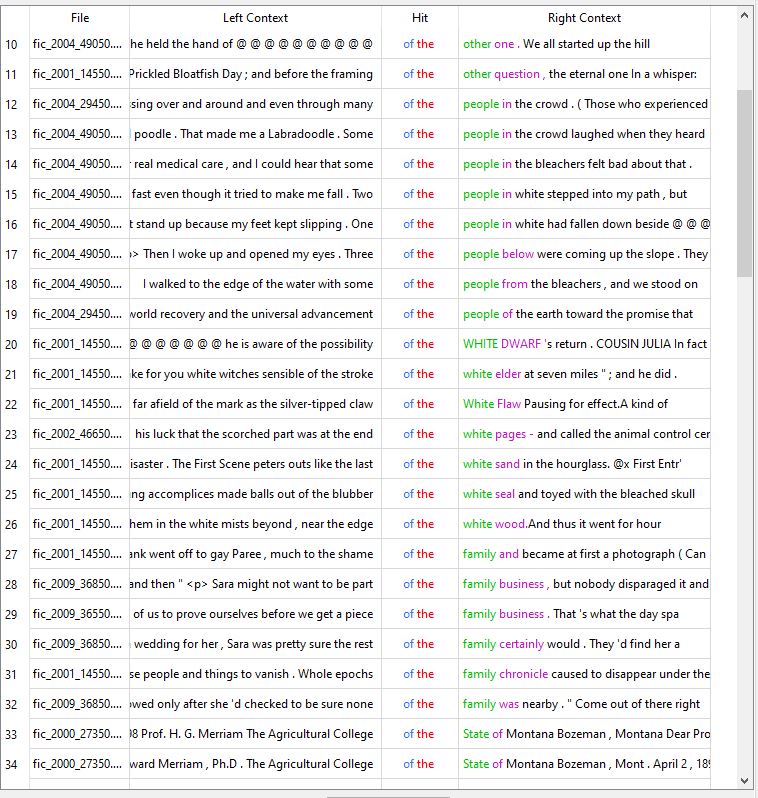 File Left Context Hit Right Context
10 fic_2004_49050.... he held the hand of @ @ @ @ @ @ @ @ @ @ of the other one . We all started up the hill
11 fic_2001_14550.... Prickled Bloatfish Day ; and before the framing of the other question , the eternal one In a whisper:
12 fic_2004_29450.... sing over and around and even through many of the people in the crowd . ( Those who experienced
13 fic_2004_49050.... poodle . That made me a Labradoodle . Some of the people in the crowd laughed when they heard
14 fic_2004_49050.... real medical care , and I could hear that some of the people in the bleachers felt bad about that .
15 fic_2004_49050.... fast even though it tried to make me fall . Two of the people in white stepped into my path , but
16 fic_2004_49050.... t stand up because my feet kept slipping . One of the people in white had fallen down beside @ @ @
17 fic_2004_49050.... > Then I woke up and opened my eyes . Three of the people below were coming up the slope . They
18 fic_2004_49050.... I walked to the edge of the water with some of the people from the bleachers , and we stood on
19 fic_2004_29450.... world recovery and the universal advancement of the people of the earth toward the promise that
20 fic_2001_14550.... @ @ @ @ @ @ @ he is aware of the possibility of the WHITE DWARF 's return . COUSIN JULIA In fact
21 fic_2001_14550.... ke for you white witches sensible of the stroke of the white elder at seven miles " ; and he did .
22 fic_2001_14550.... far afield of the mark as the silver-tipped claw of the White Flaw Pausing for effect.A kind of
23 fic_2002_46650.... his luck that the scorched part was at the end of the white pages - and called the animal control cer
24 fic_2001_14550.... isaster . The First Scene peters outs like the last of the white sand in the hourglass. @x First Entr'
25 fic_2001_14550.... ng accomplices made balls out of the blubber of the white seal and toyed with the bleached skull
26 fic_2001_14550.... hem in the white mists beyond , near the edge of the white wood.And thus it went for hour
27 fic_2001_14550.... ank went off to gay Paree , much to the shame of the family and became at first a photograph ( Can
28 fic_2009_36850.... and then " <p> Sara might not want to be part of the family business , but nobody disparaged it and
29 fic_2009_36550.... of us to prove ourselves before we get a piece of the family business . That 's what the day spa
30 fic_2009_36850.... wedding for her , Sara was pretty sure the rest of the family certainly would . They 'd find her a
31 fic_2001_14550.... se people and things to vanish . Whole epochs of the family chronicle caused to disappear under the
32 fic_2009_36850.... owed only after she 'd checked to be sure none of the family was nearby . " Come out of there right
33 fic_2000_27350.... 98 Prof. H. G. Merriam The Agricultural College of the State of Montana Bozeman , Montana Dear Pro
34 fic_2000_27350.... ward Merriam , Ph.D . The Agricultural College of the State of Montana Bozeman , Mont . April 2 , 189